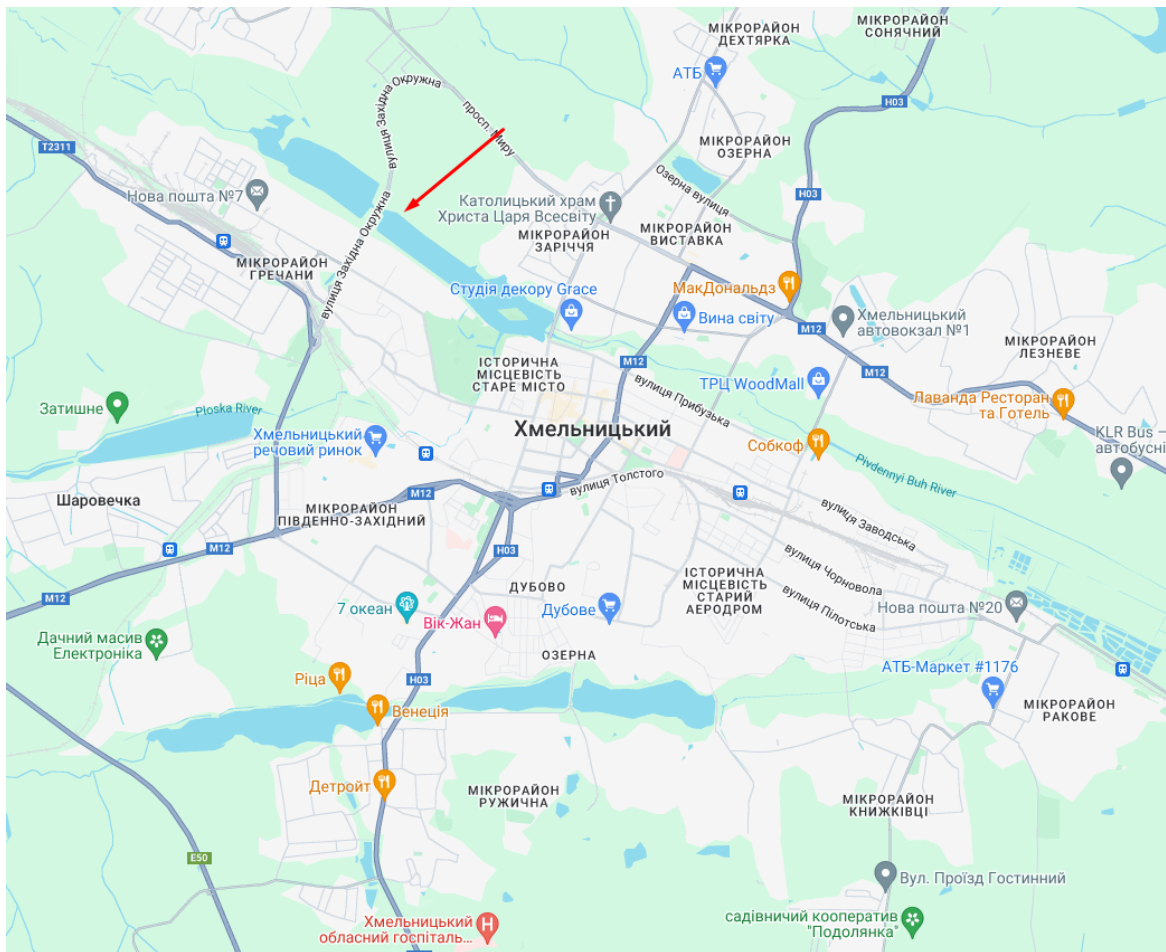 МІКРОРАЙОН
ДЕХТЯРКА
МІКРОРАЙОН
СОНЯЧНИЙ
АТБ
H03
вулиця Західна Окружна
просп. Миру
T2311
МІКРОРАЙОН
ОЗЕРНА
Озерна вулиця
Нова пошта №7
Католицький храм
Христа Царя Всесвіту
H03
вулиця Західна Окружна
МІКРОРАЙОН
ЗАРІЧЧЯ
МІКРОРАЙОН
ВИСТАВКА
МІКРОРАЙОН
ГРЕЧАНИ
Студія декору Grace
МакДональдз
Вина світу
Хмельницький
автовокзал №1
M12
МІКРОРАЙОН
ЛЕЗНЕВЕ
ІСТОРИЧНА
МІСЦЕВІСТЬ
СТАРЕ МІСТО
M12
вулиця Прибузька
ТРЦ WoodMall
M12
Лаванда Ресторан
та Готель
Затишне
Ploska River
Хмельницький
речовий ринок
Хмельницький
Собкоф
KLR Bus –
автобусні
Pivdennyi Buh River
вулиця Толстого
Шаровечка
M12
МІКРОРАЙОН
ПІВДЕННО-ЗАХІДНИЙ
вулиця Заводська
M12
H03
вулиця Чорновола
ДУБОВО
ІСТОРИЧНА
МІСЦЕВІСТЬ
СТАРИЙ
АЕРОДРОМ
вулиця Пілотська
M12
7 океан
Вік-Жан
Дубове
Нова пошта №20
Дачний масив
Електроніка
ОЗЕРНА
АТБ-Маркет #1176
Ріца
H03
Венеція
МІКРОРАЙОН
РАКОВЕ
Детройт
МІКРОРАЙОН
РУЖИЧНА
МІКРОРАЙОН
КНИЖКІВЦІ
E50
Вул. Проїзд Гостинний
Хмельницький
обласний госпіталь...
садівничий кооператив
"Подолянка"